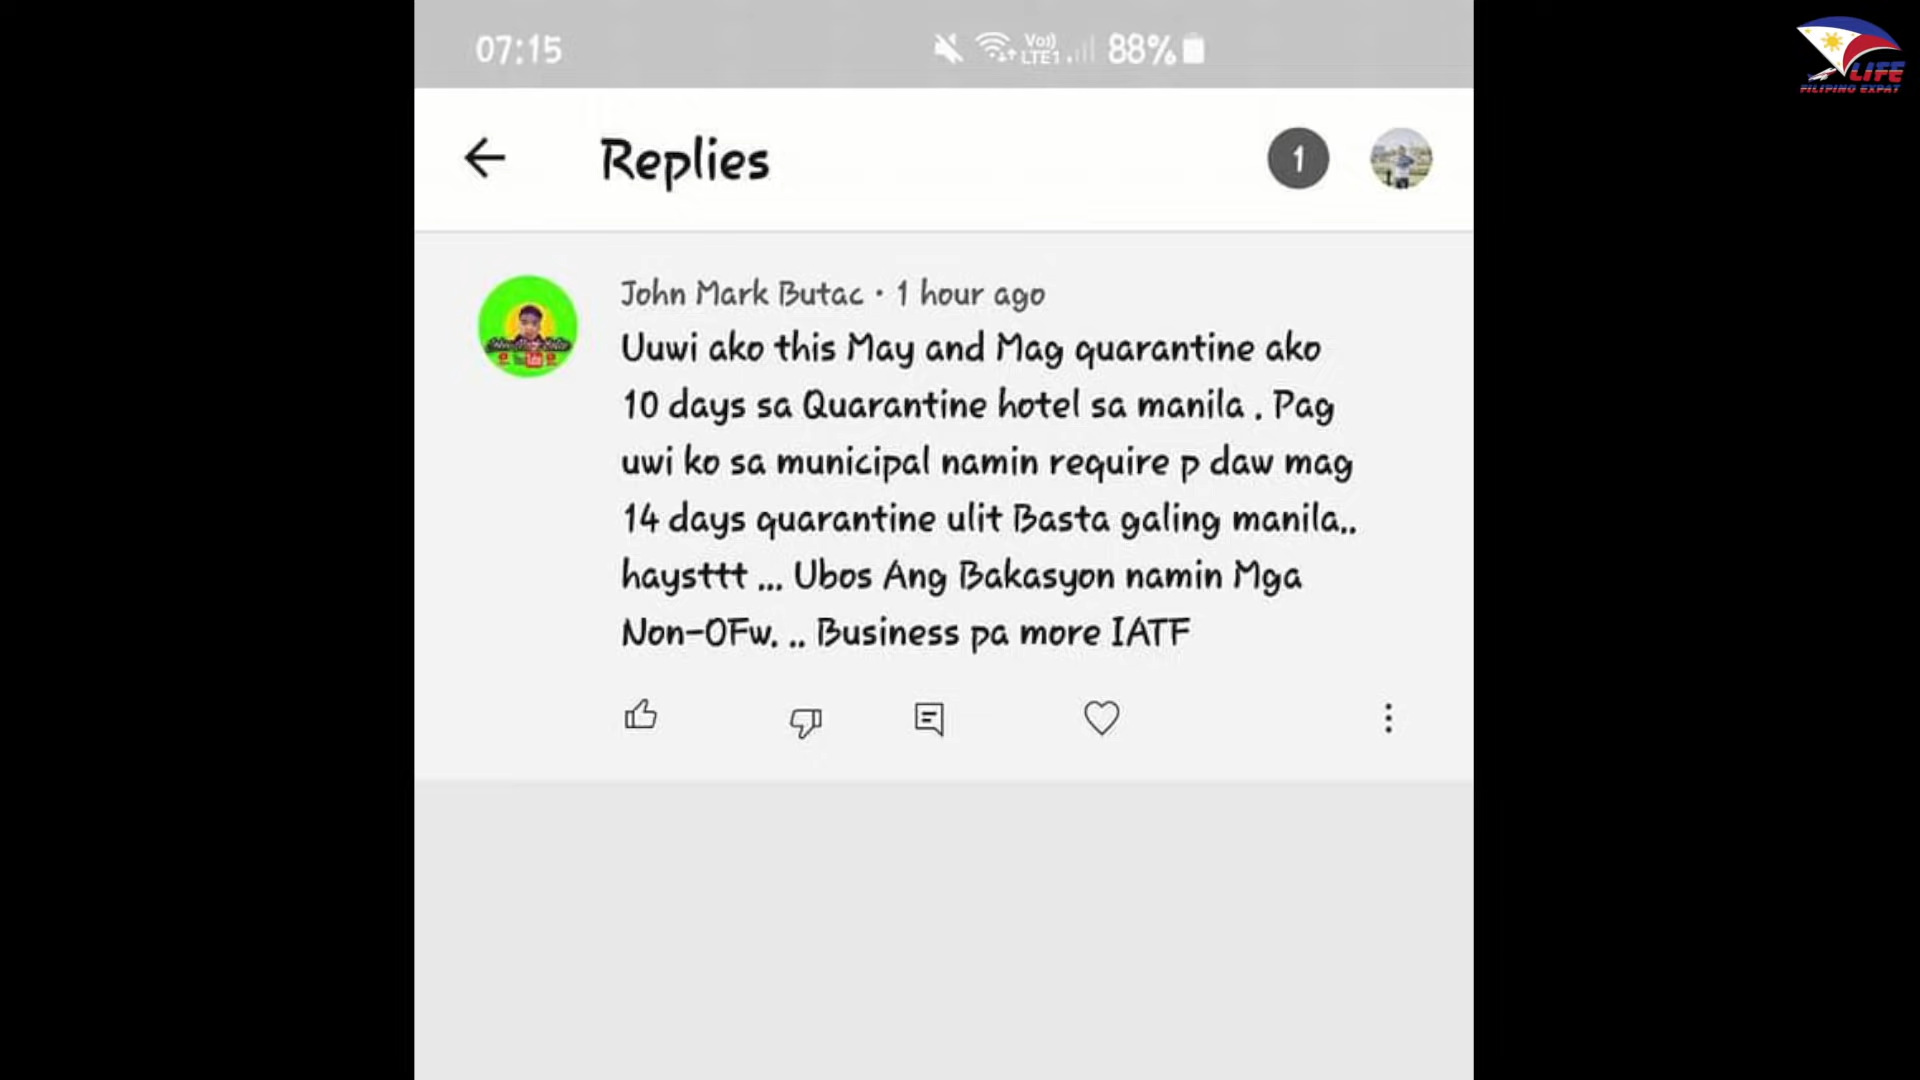 07:15 Vo)) LTE1 88%
LIFE
FILIPINO EXPAT
Replies 1
John Mark Butac • 1 hour ago
Uuwi ako this May and Mag quarantine ako
10 days sa Quarantine hotel sa manila . Pag
uwi ko sa municipal namin require p daw mag
14 days quarantine ulit Basta galing manila..
haysttt ... Ubos Ang Bakasyon namin Mga
Non-OFw. .. Business pa more IATF